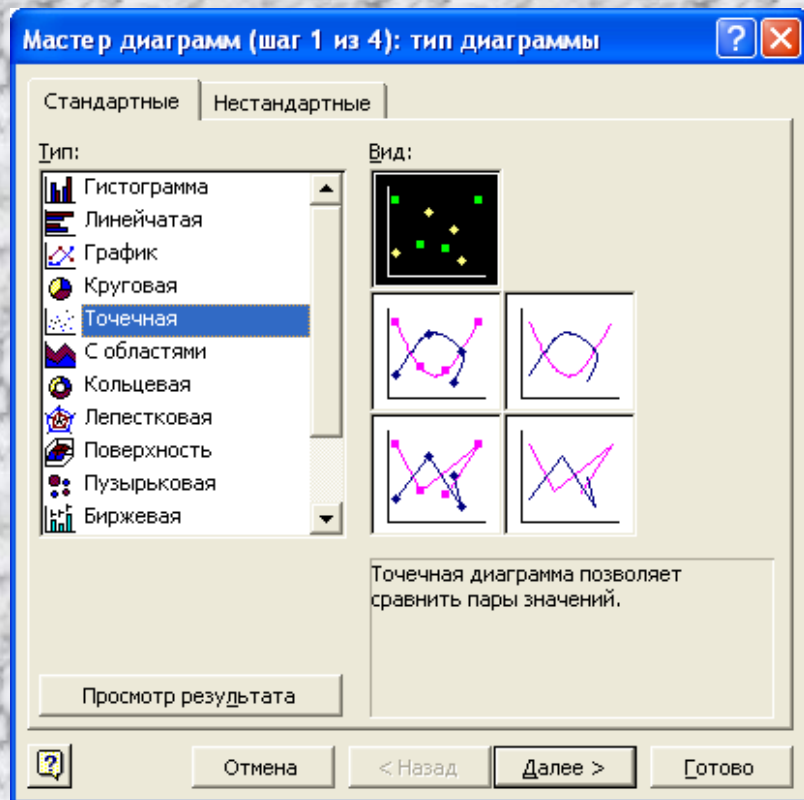 Мастер диаграмм (шаг 1 из 4): тип диаграммы
Стандартные
Нестандартные
Тип:
Гистограмма
Линейчатая
График
Круговая
Точечная
С областями
Кольцевая
Лепестковая
Поверхность
Пузырьковая
Биржевая
Вид:
Точечная диаграмма позволяет
сравнить пары значений.
Просмотр результата
Отмена
< Назад
Далее >
Готово